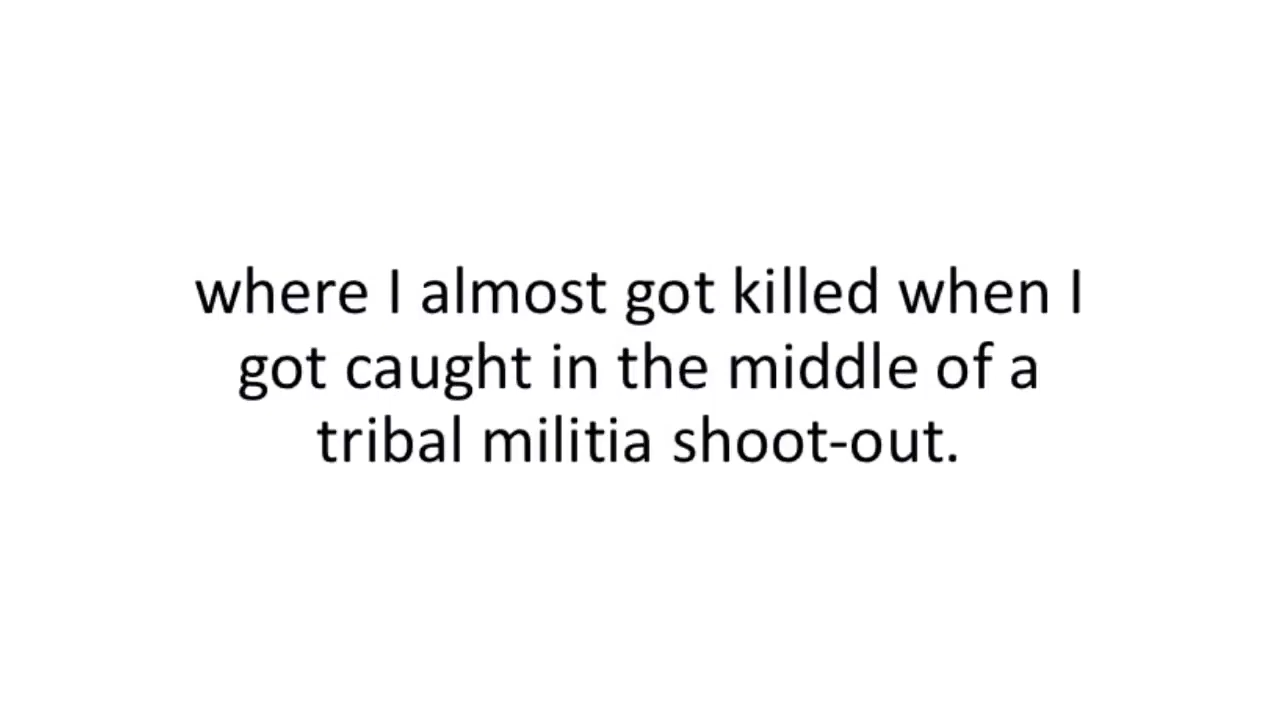 where I almost got killed when I
got caught in the middle of a
tribal militia shoot-out.